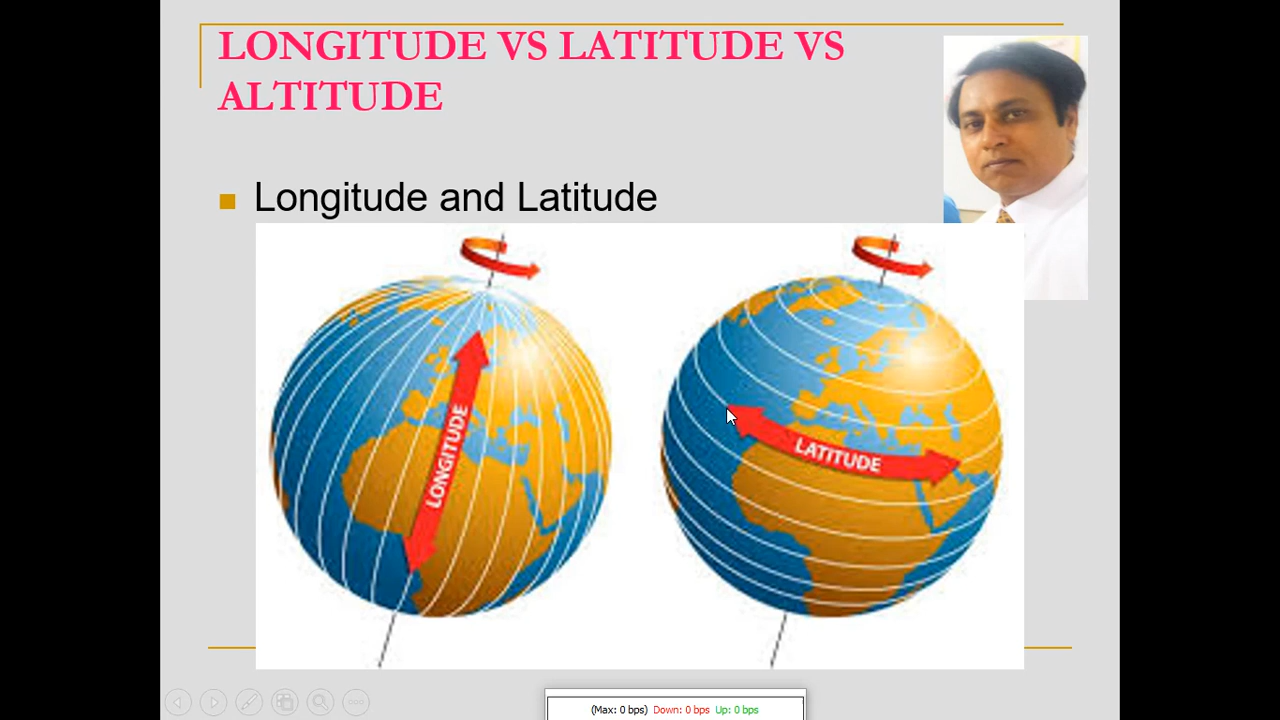 LONGITUDE VS LATITUDE VS
ALTITUDE
Longitude and Latitude
LONGITUDE
LATITUDE
(Max: 0 bps) Down: 0 bps Up: 0 bps